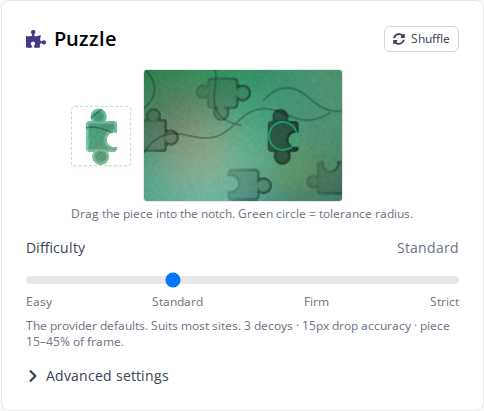 Puzzle
Shuffle
Drag the piece into the notch. Green circle = tolerance radius.
Difficulty
Standard
Easy
Standard
Firm
Strict
The provider defaults. Suits most sites. 3 decoys · 15px drop accuracy · piece
15–45% of frame.
Advanced settings